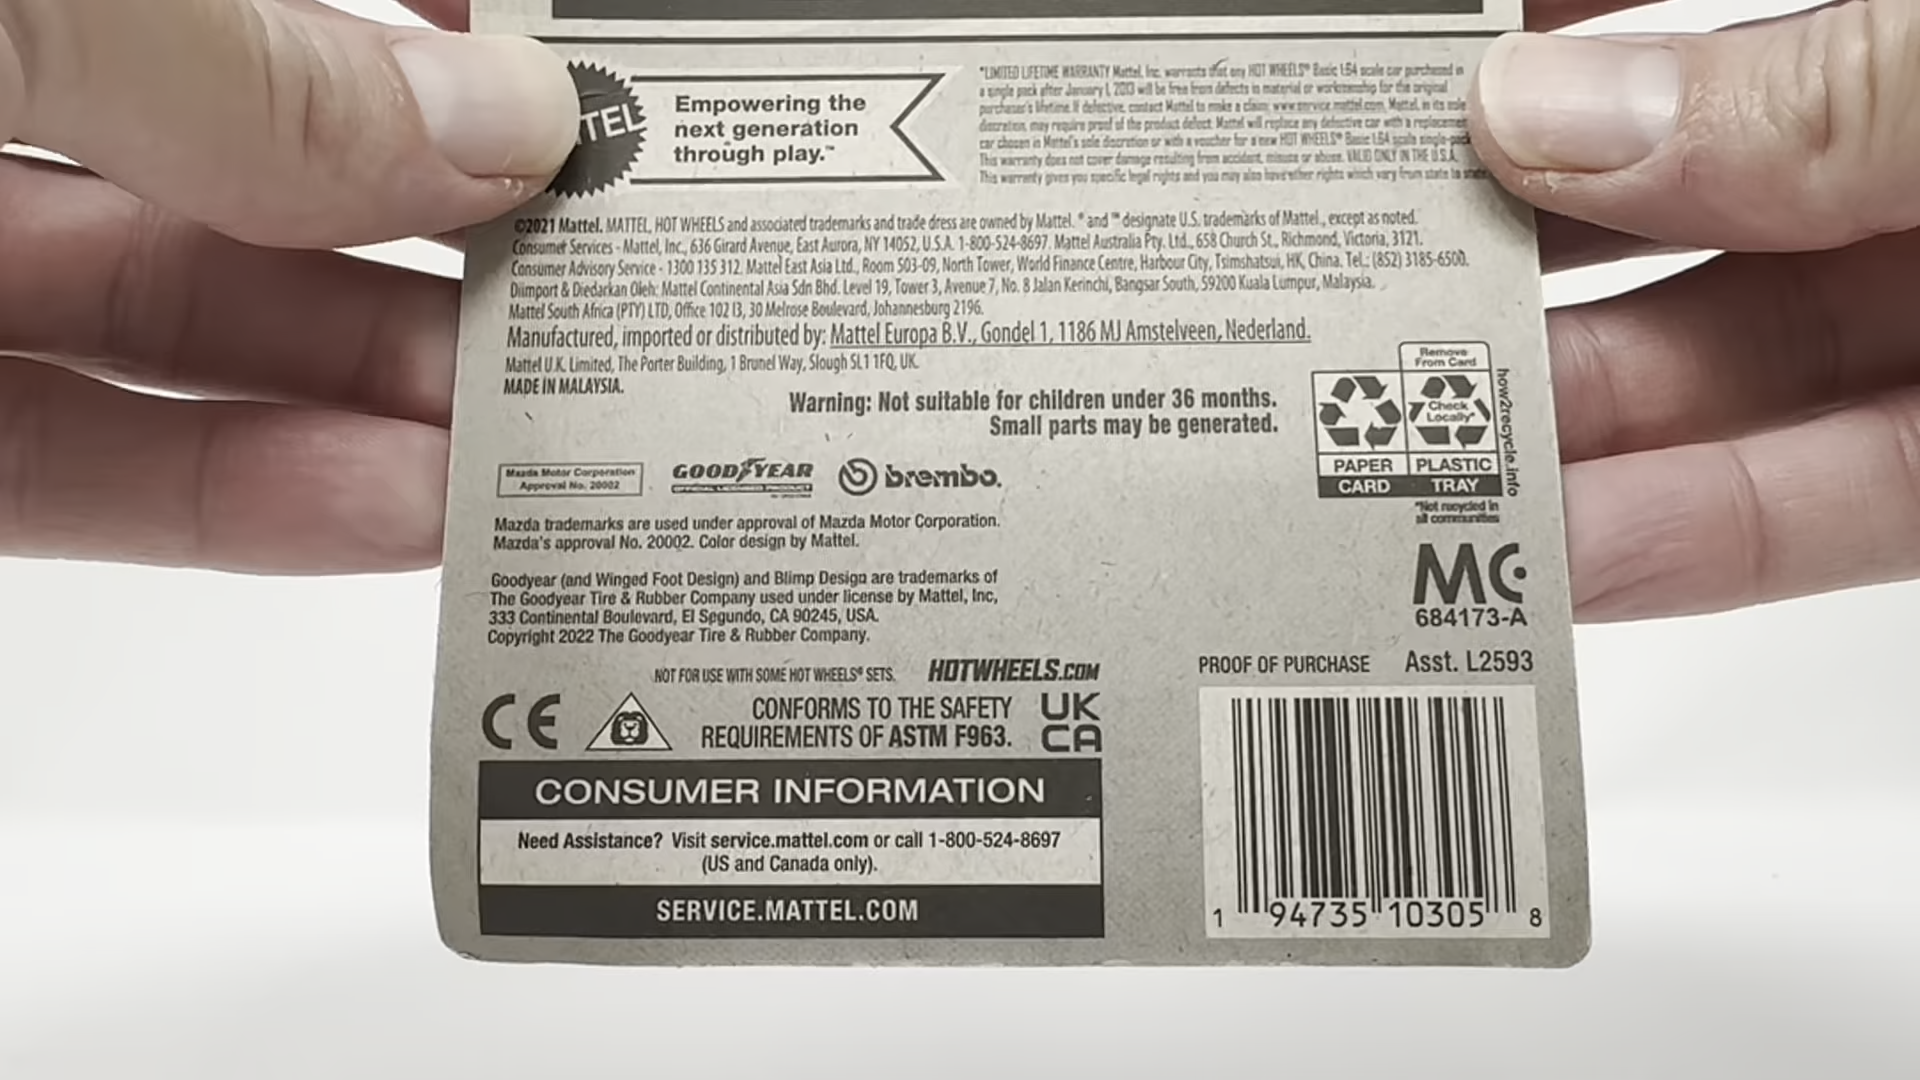 TEL
Empowering the
next generation
through play.™
*LIMITED LIFETIME WARRANTY Mattel, Inc. warrants that any HOT WHEELS® Basic 1:64 scale car purchased in
a single pack after January 1, 2013 will be free from defects in material or workmanship for the original
purchaser's lifetime. If defective, contact Mattel to make a claim: www.service.mattel.com. Mattel, in its sole
discretion, may require proof of the product defect. Mattel will replace any defective car with a replacement
car chosen in Mattel's sole discretion or with a voucher for a new HOT WHEELS® Basic 1:64 scale single-pack
This warranty does not cover damage resulting from accident, misuse or abuse. VALID ONLY IN THE U.S.A.
This warranty gives you specific legal rights and you may also have other rights which vary from state to state.
©2021 Mattel. MATTEL, HOT WHEELS and associated trademarks and trade dress are owned by Mattel. ® and ™ designate U.S. trademarks of Mattel, except as noted.
Consumer Services - Mattel, Inc., 636 Girard Avenue, East Aurora, NY 14052, U.S.A. 1-800-524-8697. Mattel Australia Pty. Ltd., 658 Church St., Richmond, Victoria, 3121.
Consumer Advisory Service - 1300 135 312. Mattel East Asia Ltd., Room 503-09, North Tower, World Finance Centre, Harbour City, Tsimshatsui, HK, China. Tel.: (852) 3185-6500.
Diimport & Diedarkan Oleh: Mattel Continental Asia Sdn Bhd. Level 19, Tower 3, Avenue 7, No. 8 Jalan Kerinchi, Bangsar South, 59200 Kuala Lumpur, Malaysia.
Mattel South Africa (PTY) LTD, Office 102 I3, 30 Melrose Boulevard, Johannesburg 2196.
Manufactured, imported or distributed by: Mattel Europa B.V., Gondel 1, 1186 MJ Amstelveen, Nederland.
Mattel U.K. Limited, The Porter Building, 1 Brunel Way, Slough SL1 1FQ, UK.
MADE IN MALAYSIA.
Warning: Not suitable for children under 36 months.
Small parts may be generated.
Remove
From Card
Check
Locally*
PAPER
CARD
PLASTIC
TRAY
how2recycle.info
*Not recycled in
all communities
Mazda Motor Corporation
Approval No. 20002
GOODYEAR
OFFICIAL LICENSED PRODUCT
brembo.
Mazda trademarks are used under approval of Mazda Motor Corporation.
Mazda's approval No. 20002. Color design by Mattel.
Goodyear (and Winged Foot Design) and Blimp Design are trademarks of
The Goodyear Tire & Rubber Company used under license by Mattel, Inc,
333 Continental Boulevard, El Segundo, CA 90245, USA.
Copyright 2022 The Goodyear Tire & Rubber Company.
MC
684173-A
PROOF OF PURCHASE Asst. L2593
NOT FOR USE WITH SOME HOT WHEELS® SETS. HOTWHEELS.COM
CE
CONFORMS TO THE SAFETY
REQUIREMENTS OF ASTM F963.
UK
CA
CONSUMER INFORMATION
Need Assistance? Visit service.mattel.com or call 1-800-524-8697
(US and Canada only).
SERVICE.MATTEL.COM
1 94735 10305 8